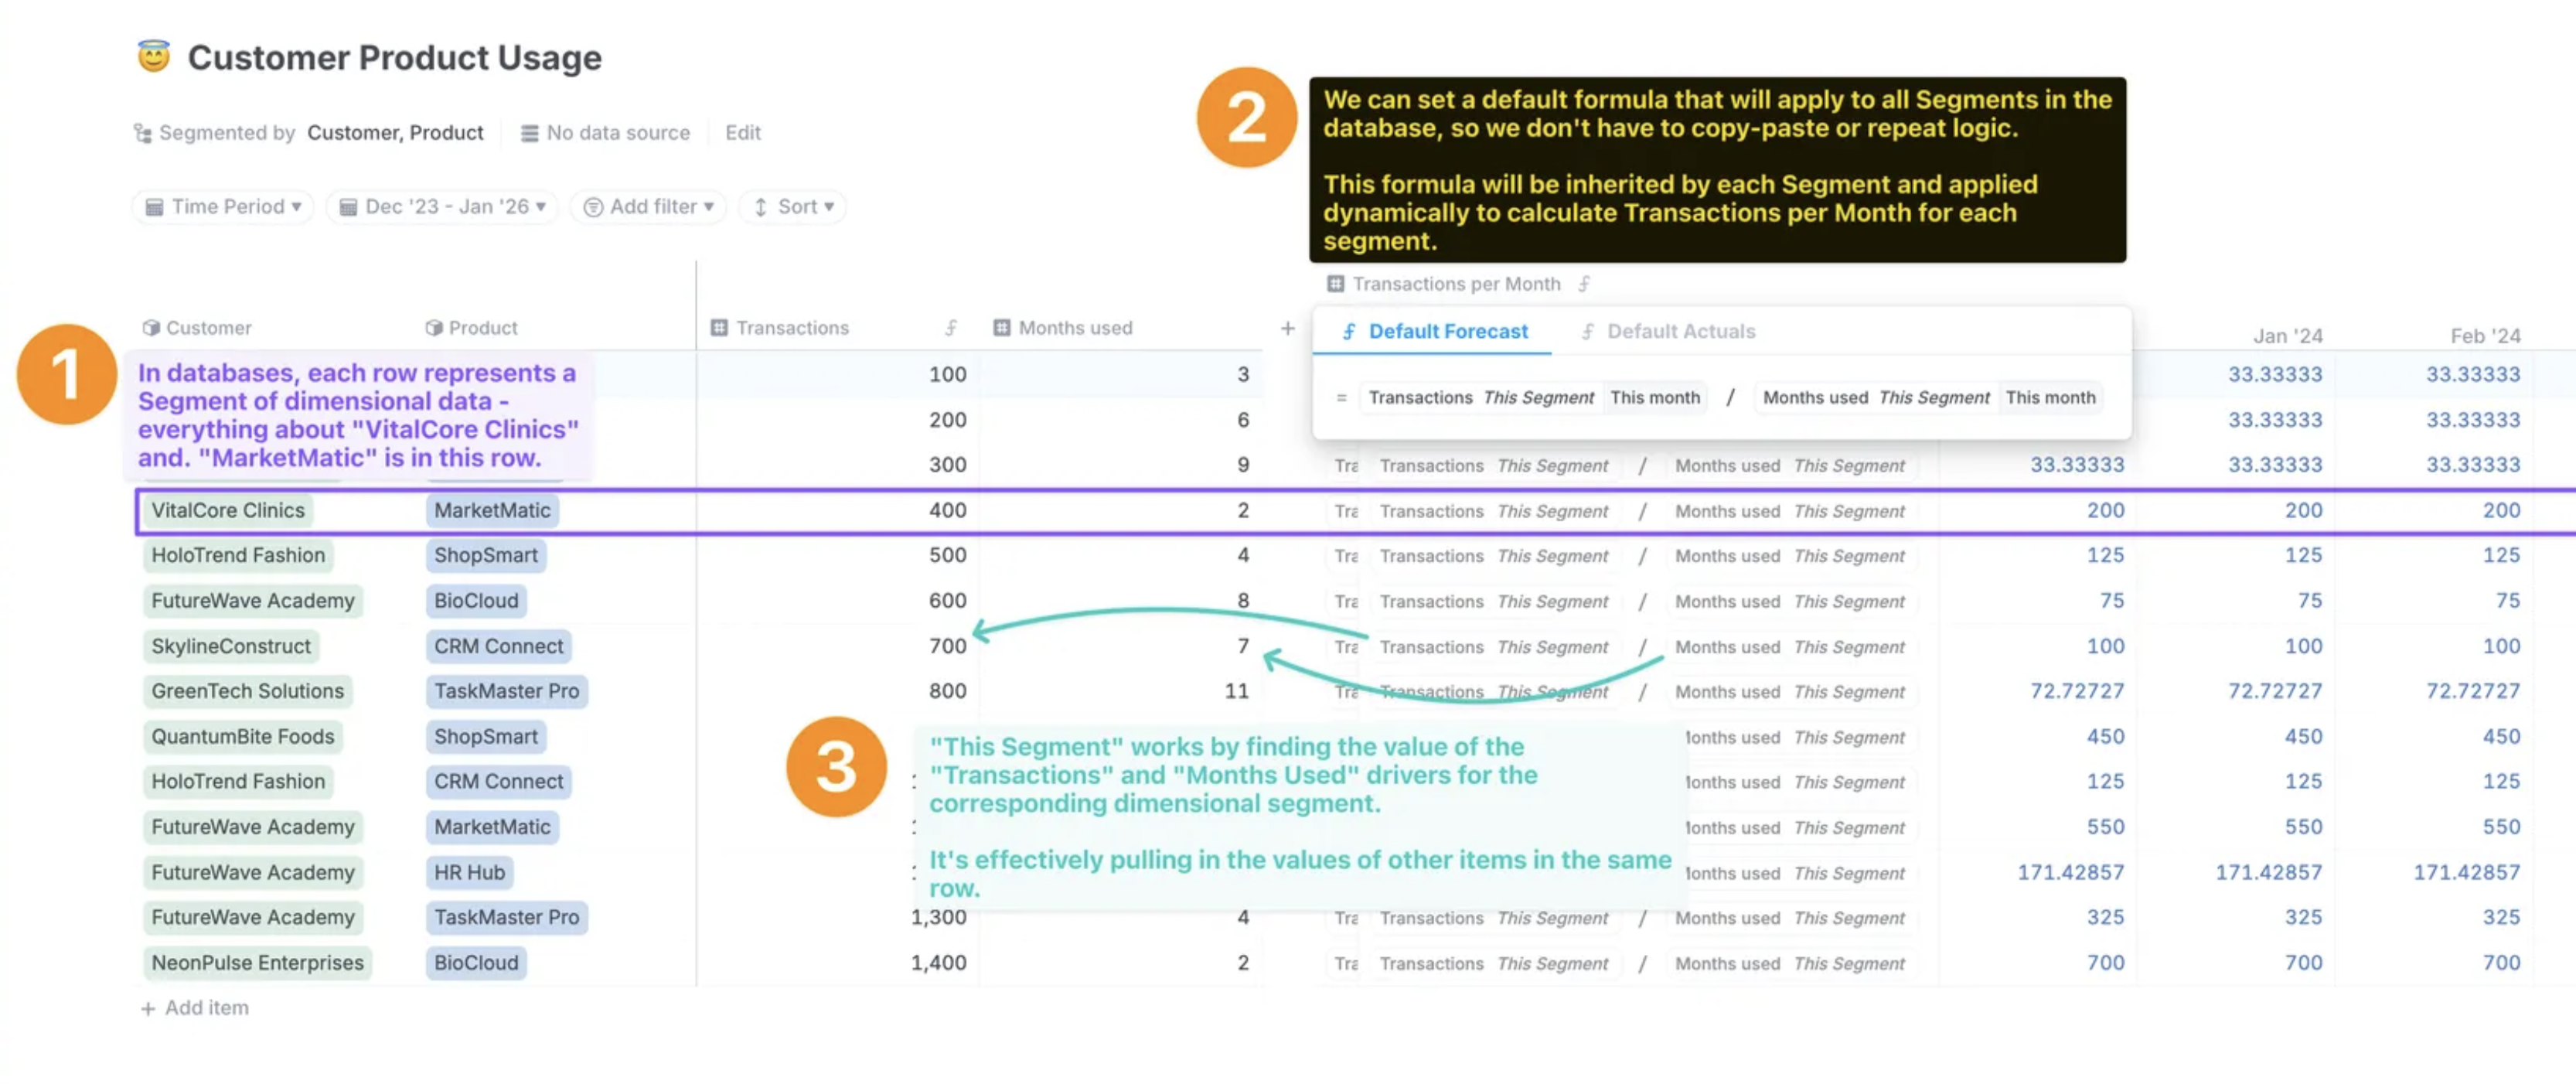 😇 Customer Product Usage
Segmented by Customer, Product No data source Edit
Time Period ▾ Dec '23 - Jan '26 ▾ Add filter ▾ Sort ▾
2
We can set a default formula that will apply to all Segments in the
database, so we don't have to copy-paste or repeat logic.
This formula will be inherited by each Segment and applied
dynamically to calculate Transactions per Month for each
segment.
Transactions per Month
Customer Product Transactions Months used + Default Forecast Default Actuals Jan '24 Feb '24
= Transactions This Segment This month / Months used This Segment This month
1
In databases, each row represents a
Segment of dimensional data -
everything about "VitalCore Clinics"
and. "MarketMatic" is in this row.
100 3 33.33333 33.33333
200 6 33.33333 33.33333
300 9 Tra Transactions This Segment / Months used This Segment 33.33333 33.33333 33.33333
VitalCore Clinics MarketMatic 400 2 Tra Transactions This Segment / Months used This Segment 200 200 200
HoloTrend Fashion ShopSmart 500 4 Tra Transactions This Segment / Months used This Segment 125 125 125
FutureWave Academy BioCloud 600 8 Tra Transactions This Segment / Months used This Segment 75 75 75
SkylineConstruct CRM Connect 700 7 Tra Transactions This Segment / Months used This Segment 100 100 100
GreenTech Solutions TaskMaster Pro 800 11 Tra Transactions This Segment / Months used This Segment 72.72727 72.72727 72.72727
QuantumBite Foods ShopSmart Months used This Segment 450 450 450
HoloTrend Fashion CRM Connect Months used This Segment 125 125 125
FutureWave Academy MarketMatic Months used This Segment 550 550 550
FutureWave Academy HR Hub Months used This Segment 171.42857 171.42857 171.42857
FutureWave Academy TaskMaster Pro 1,300 4 Tra Transactions This Segment / Months used This Segment 325 325 325
NeonPulse Enterprises BioCloud 1,400 2 Tra Transactions This Segment / Months used This Segment 700 700 700
+ Add item
3
"This Segment" works by finding the value of the
"Transactions" and "Months Used" drivers for the
corresponding dimensional segment.
It's effectively pulling in the values of other items in the same
row.